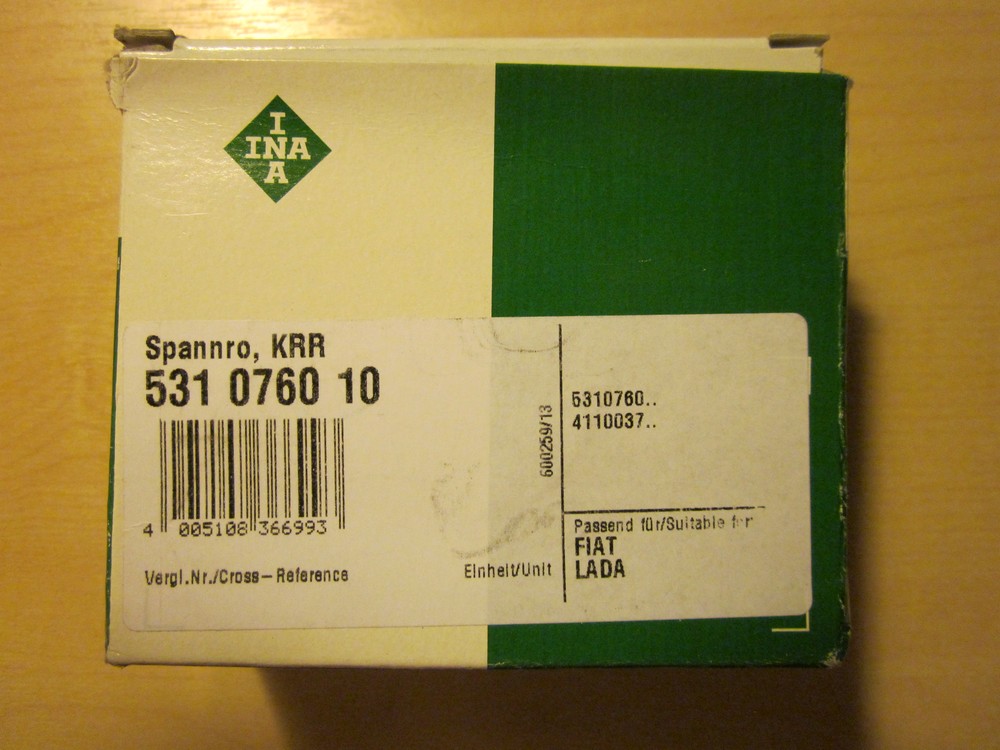 I
INA
A
Spannro, KRR
531 0760 10
4 005108 366993
Vergl.Nr./Cross-Reference
Einheit/Unit
600259/13
5310760..
4110037..
Passend für/Suitable for
FIAT
LADA